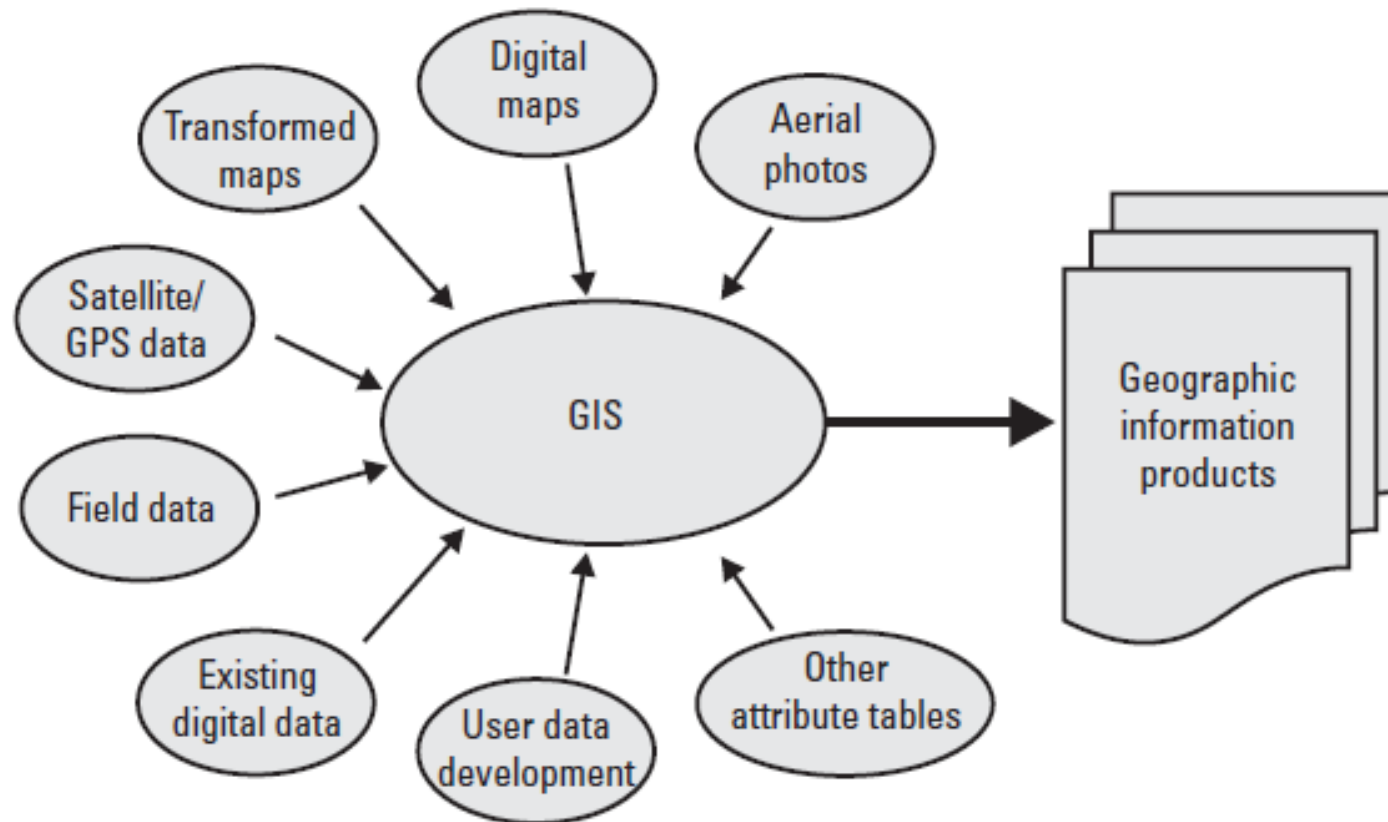 Digital
maps
Transformed
maps
Aerial
photos
Satellite/
GPS data
GIS
Geographic
information
products
Field data
Existing
digital data
User data
development
Other
attribute tables